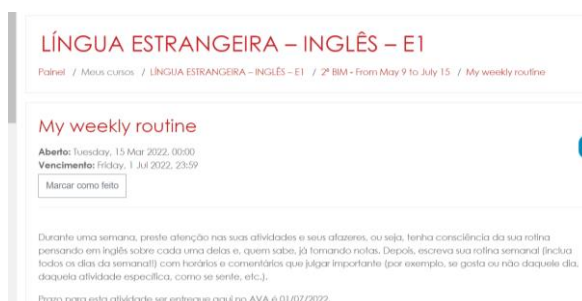 LÍNGUA ESTRANGEIRA – INGLÊS – E1
Painel / Meus cursos / LÍNGUA ESTRANGEIRA – INGLÊS – E1 / 2º BIM - From May 9 to July 15 / My weekly routine
My weekly routine
Aberto: Tuesday, 15 Mar 2022, 00:00
Vencimento: Friday, 1 Jul 2022, 23:59
Marcar como feito
Durante uma semana, preste atenção nas suas atividades e seus afazeres, ou seja, tenha consciência da sua rotina
pensando em inglês sobre cada uma delas e, quem sabe, já tomando notas. Depois, escreva sua rotina semanal (inclua
todos os dias da semana!!) com horários e comentários que julgar importante (por exemplo, se gosta ou não daquele dia,
daquela atividade específica, como se sente, etc.).
Prazo para esta atividade ser entregue aqui no AVA é 01/07/2022